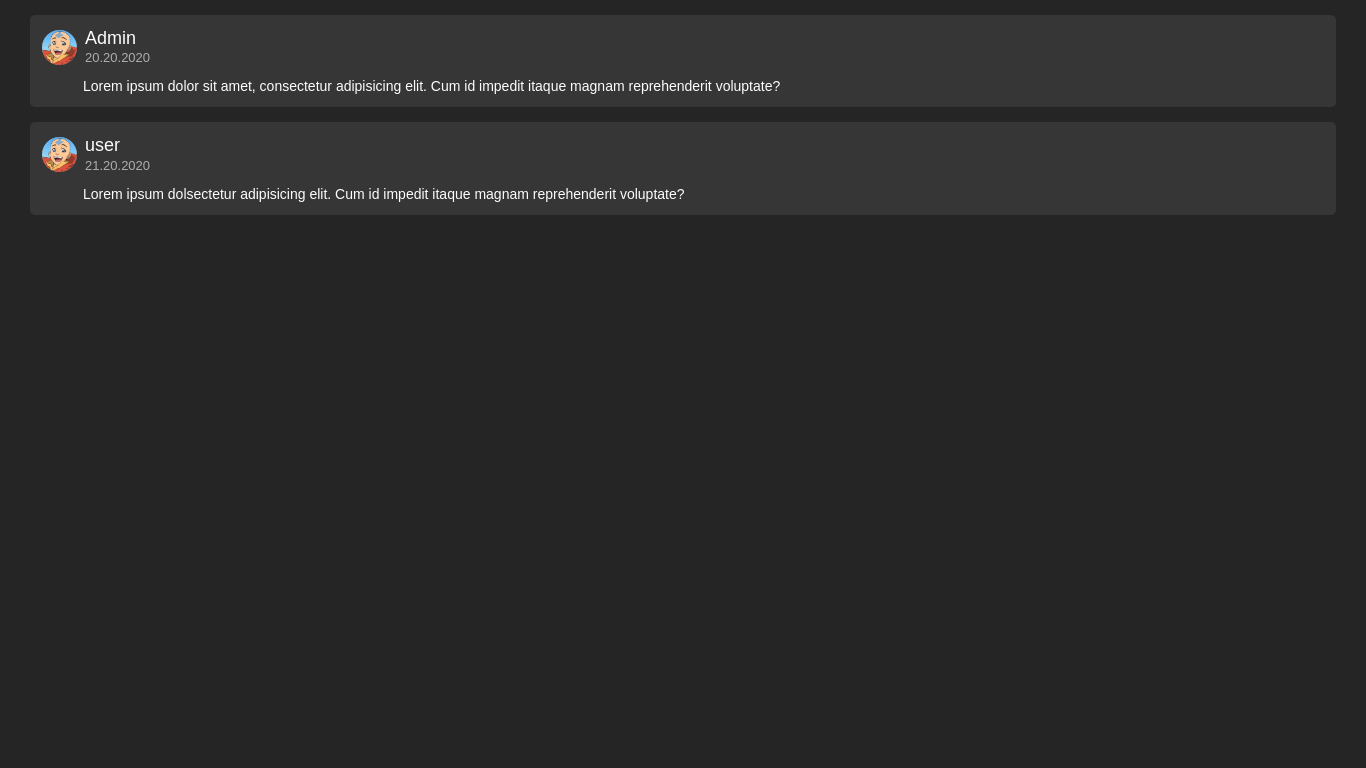 Admin
20.20.2020
Lorem ipsum dolor sit amet, consectetur adipisicing elit. Cum id impedit itaque magnam reprehenderit voluptate?
user
21.20.2020
Lorem ipsum dolsectetur adipisicing elit. Cum id impedit itaque magnam reprehenderit voluptate?